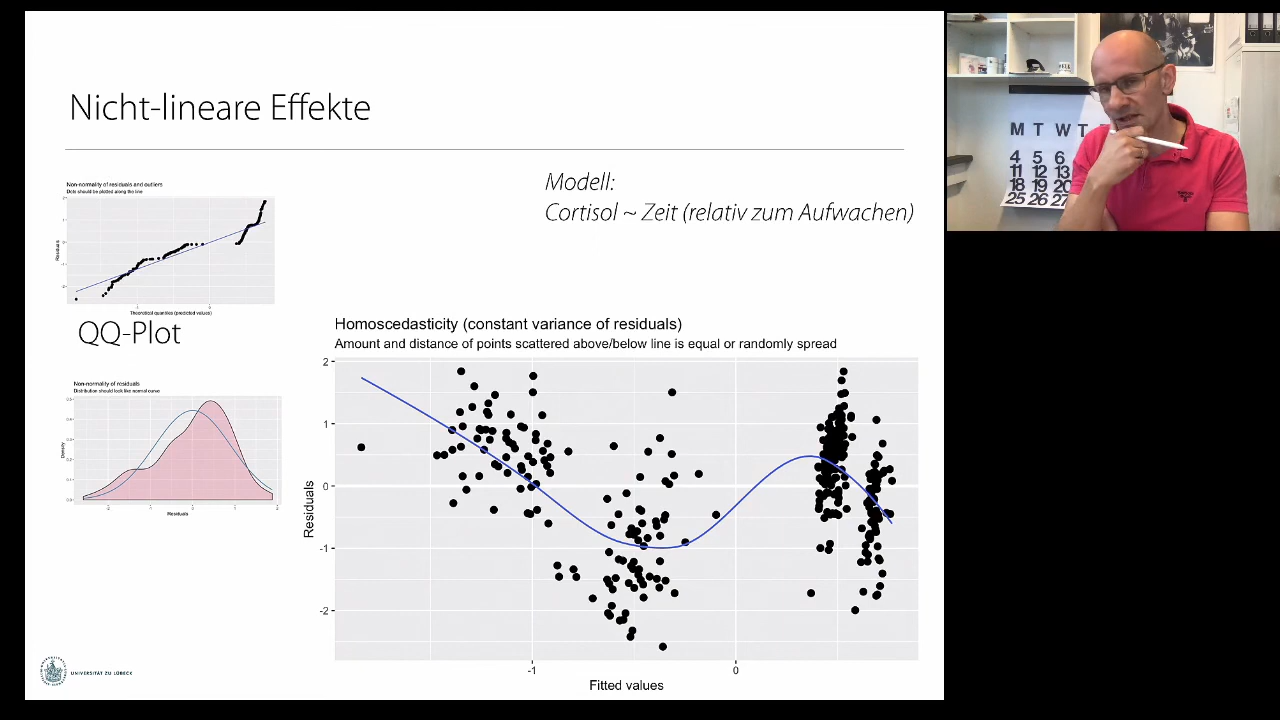 Nicht-lineare Effekte
Modell:
Cortisol ~ Zeit (relativ zum Aufwachen)
Non-normality of residuals and outliers
Dots should be plotted along the line
Residuals
Theoretical quantiles (predicted values)
QQ-Plot
Non-normality of residuals
Distribution should look like normal curve
Density
Residuals
Homoscedasticity (constant variance of residuals)
Amount and distance of points scattered above/below line is equal or randomly spread
2
1
0
-1
-2
Residuals
-1 0
Fitted values
UNIVERSITÄT ZU LÜBECK
M T W T
4 5 6
11 12 13
18 19 20
25 26 27